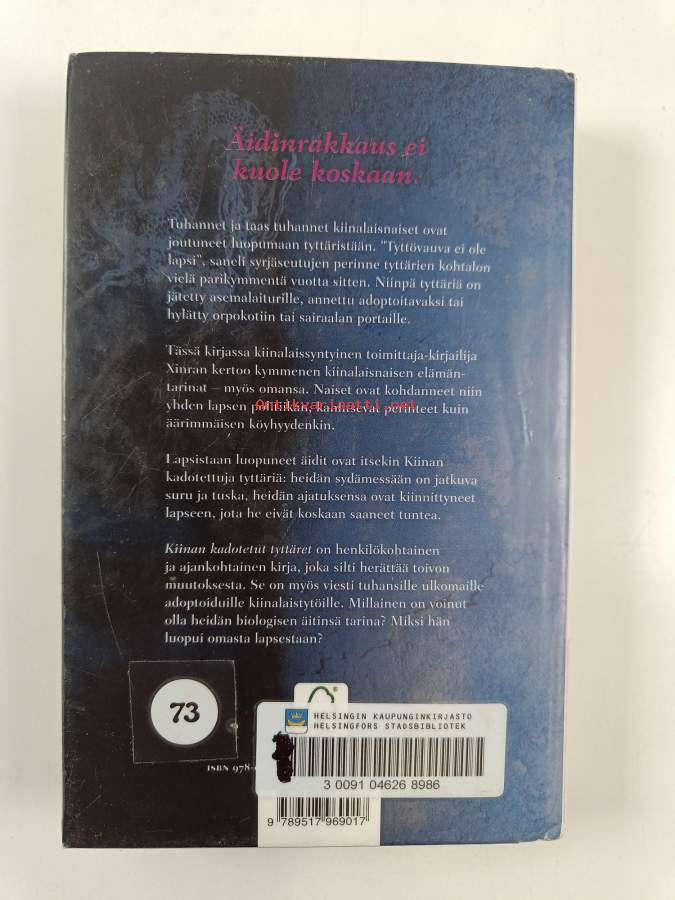 Äidinrakkaus ei
kuole koskaan.
Tuhannet ja taas tuhannet kiinalaisnaiset ovat
joutuneet luopumaan tyttäristään. "Tyttövauva ei ole
lapsi", saneli syrjäseutujen perinne tyttärien kohtalon
vielä parikymmentä vuotta sitten. Niinpä tyttäriä on
jätetty asemalaiturille, annettu adoptoitavaksi tai
hylätty orpokotiin tai sairaalan portaille.
Tässä kirjassa kiinalaissyntyinen toimittaja-kirjailija
Xinran kertoo kymmenen kiinalaisnaisen elämän-
tarinat – myös omansa. Naiset ovat kohdanneet niin
yhden lapsen politiikan, kahlitsevat perinteet kuin
Antikvariaatti.net
äärimmäisen köyhyydenkin.
Lapsistaan luopuneet äidit ovat itsekin Kiinan
kadotettuja tyttäriä: heidän sydämessään on jatkuva
suru ja tuska, heidän ajatuksensa ovat kiinnittyneet
lapseen, jota he eivät koskaan saaneet tuntea.
Kiinan kadotetut tyttäret on henkilökohtainen
ja ajankohtainen kirja, joka silti herättää toivon
muutoksesta. Se on myös viesti tuhansille ulkomaille
adoptoiduille kiinalaistytöille. Millainen on voinut
olla heidän biologisen äitinsä tarina? Miksi hän
luopui omasta lapsestaan?
73
HELSINGIN KAUPUNGINKIRJASTO
HELSINGFORS STADSBIBLIOTEK
3 0091 04626 8986
ISBN 978-
9 789517 969017